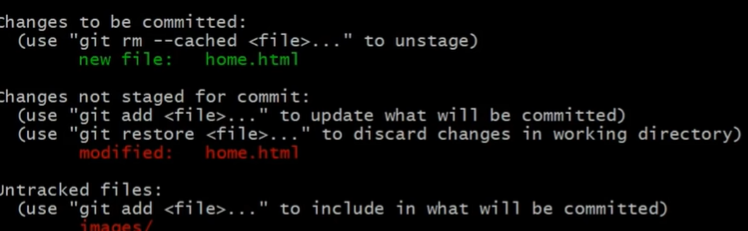 Changes to be committed:
(use "git rm --cached <file>..." to unstage)
new file: home.html
Changes not staged for commit:
(use "git add <file>..." to update what will be committed)
(use "git restore <file>..." to discard changes in working directory)
modified: home.html
Untracked files:
(use "git add <file>..." to include in what will be committed)
images/